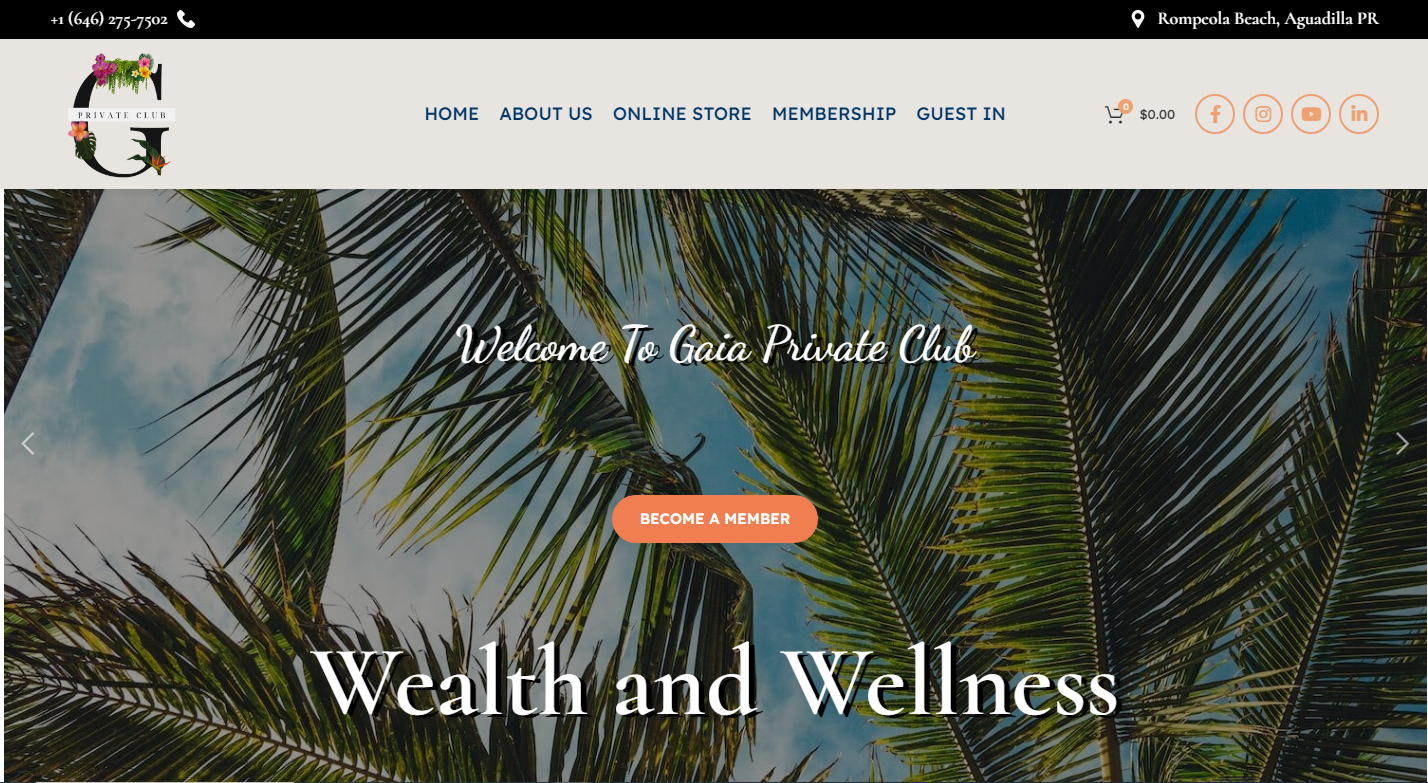 +1 (646) 275-7502
Rompeola Beach, Aguadilla PR
G
PRIVATE CLUB
HOME ABOUT US ONLINE STORE MEMBERSHIP GUEST IN
0 $0.00
Welcome To Gaia Private Club
BECOME A MEMBER
Wealth and Wellness